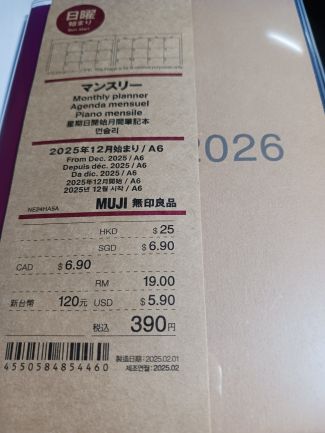 日曜
始まり
Sun Start
マンスリー
Monthly planner
Agenda mensuel
Piano mensile
星期日開始月間筆記本
먼슬리
2025年12月始まり/A6
From Dec. 2025/A6
Depuis déc. 2025/A6
Da dic. 2025/A6
2025年12月開始/A6
2025년 12월 시작/A6
2026
NE24HA5A
MUJI 無印良品
HKD $25
SGD $6.90
CAD $6.90
RM 19.00
新台幣 120元 USD $5.90
税込 390円
4550584854460
製造日期:2025.02.01
제조연월:2025.02